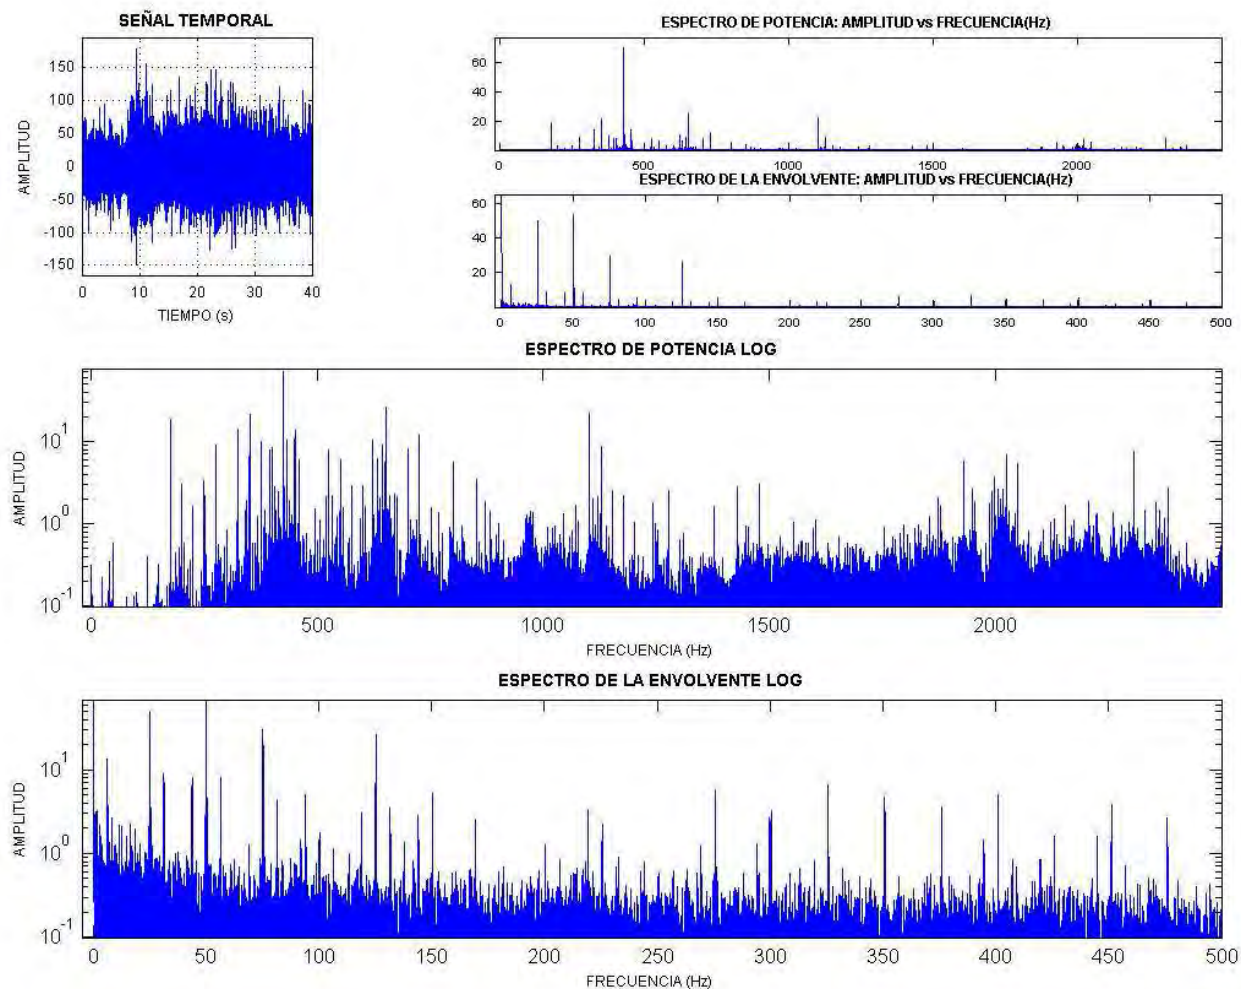 SEÑAL TEMPORAL
AMPLITUD
150
100
50
0
-50
-100
-150
0 10 20 30 40
TIEMPO (s)
ESPECTRO DE POTENCIA: AMPLITUD vs FRECUENCIA(Hz)
60
40
20
0 500 1000 1500 2000
ESPECTRO DE LA ENVOLVENTE: AMPLITUD vs FRECUENCIA(Hz)
60
40
20
0 50 100 150 200 250 300 350 400 450 500
ESPECTRO DE POTENCIA LOG
AMPLITUD
10^1
10^0
10^-1
0 500 1000 1500 2000
FRECUENCIA (Hz)
ESPECTRO DE LA ENVOLVENTE LOG
AMPLITUD
10^1
10^0
10^-1
0 50 100 150 200 250 300 350 400 450 500
FRECUENCIA (Hz)